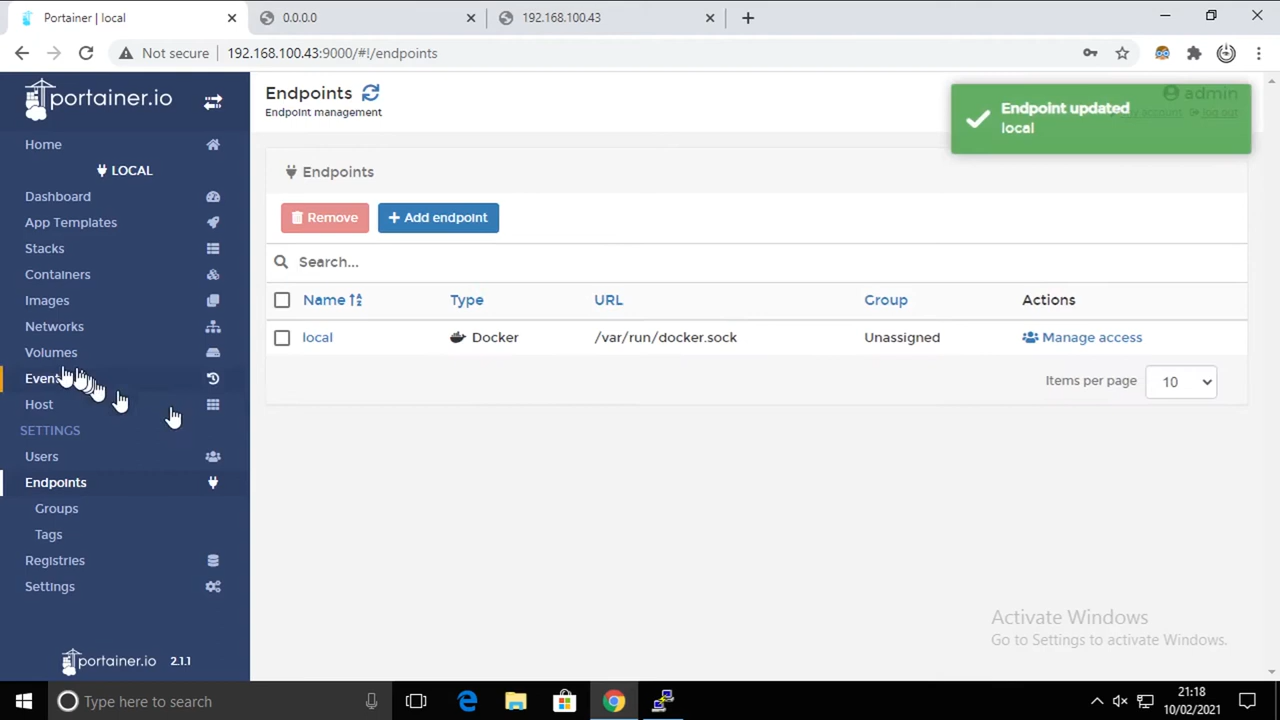 Portainer | local
0.0.0.0
192.168.100.43
Not secure
192.168.100.43:9000/#!/endpoints
portainer.io
Home
LOCAL
Dashboard
App Templates
Stacks
Containers
Images
Networks
Volumes
Host
SETTINGS
Users
Endpoints
Groups
Tags
Registries
Settings
portainer.io 2.1.1
Endpoints
Endpoint management
admin
log out
Endpoint updated
local
Endpoints
Remove
Add endpoint
Search...
Name Type URL Group Actions
local Docker /var/run/docker.sock Unassigned Manage access
Items per page 10
Activate Windows
Go to Settings to activate Windows.
Type here to search
21:18
10/02/2021